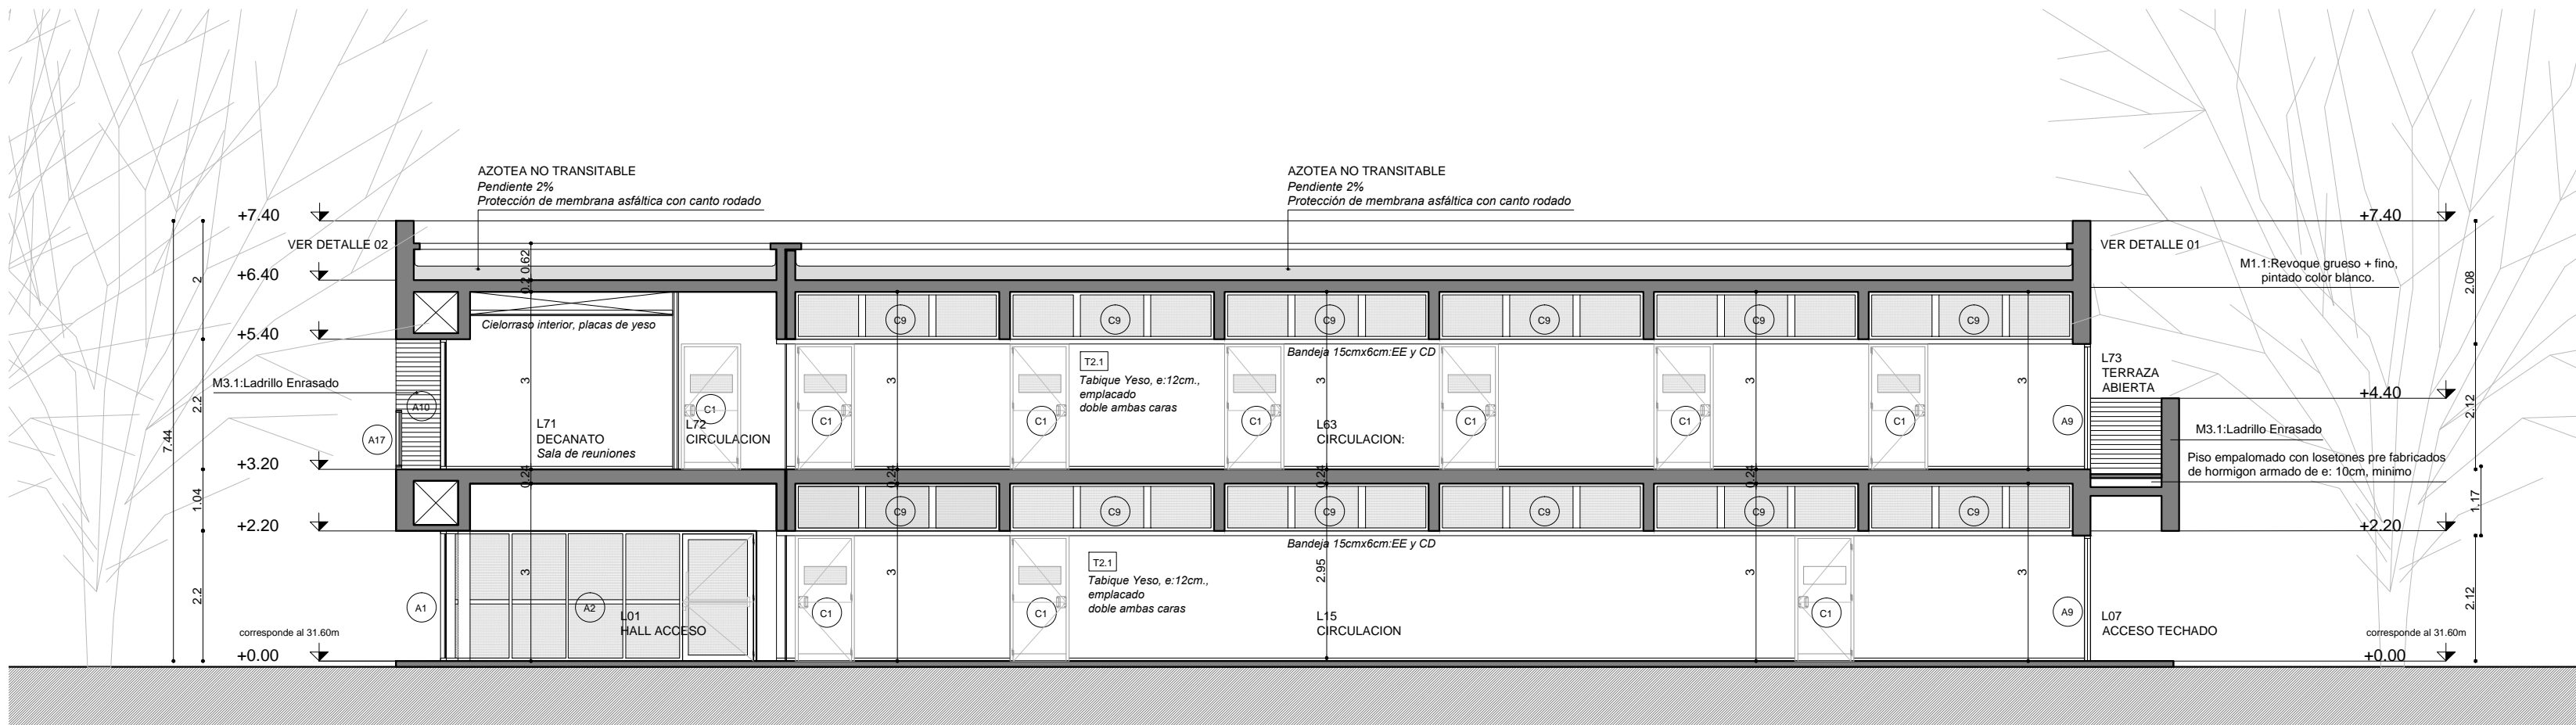 AZOTEA NO TRANSITABLE
Pendiente 2%
Protección de membrana asfáltica con canto rodado
AZOTEA NO TRANSITABLE
Pendiente 2%
Protección de membrana asfáltica con canto rodado
+7.40
+7.40
VER DETALLE 02
VER DETALLE 01
0.62
+6.40
M1.1:Revoque grueso + fino,
pintado color blanco.
2
0.2
2.08
C9
C9
C9
C9
C9
C9
Cielorraso interior, placas de yeso
+5.40
Bandeja 15cmx6cm:EE y CD
T2.1
Tabique Yeso, e:12cm.,
emplacado
doble ambas caras
L73
TERRAZA
ABIERTA
M3.1:Ladrillo Enrasado
3
3
3
3
3
+4.40
2.2
2.12
A10
C1
C1
C1
C1
C1
C1
C1
A9
A17
L71
DECANATO
Sala de reuniones
L72
CIRCULACION
L63
CIRCULACION:
M3.1:Ladrillo Enrasado
7.44
+3.20
Piso empalomado con losetones pre fabricados
de hormigon armado de e: 10cm, minimo
0.24
0.24
0.24
0.24
1.04
1.17
C9
C9
C9
C9
C9
C9
+2.20
+2.20
Bandeja 15cmx6cm:EE y CD
T2.1
Tabique Yeso, e:12cm.,
emplacado
doble ambas caras
3
3
2.95
3
3
2.2
2.12
A1
A2
C1
C1
C1
A9
L01
HALL ACCESO
L15
CIRCULACION
L07
ACCESO TECHADO
corresponde al 31.60m
corresponde al 31.60m
+0.00
+0.00